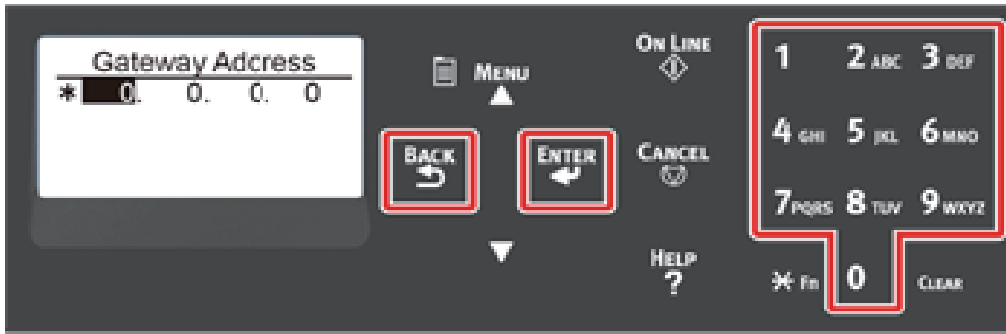 Gateway Adcress
* 0. 0. 0. 0
MENU
BACK
ENTER
ON LINE
CANCEL
HELP
?
1 2 ABC 3 DEF
4 GHI 5 JKL 6 MNO
7 PQRS 8 TUV 9 WXYZ
* Fn 0 CLEAR